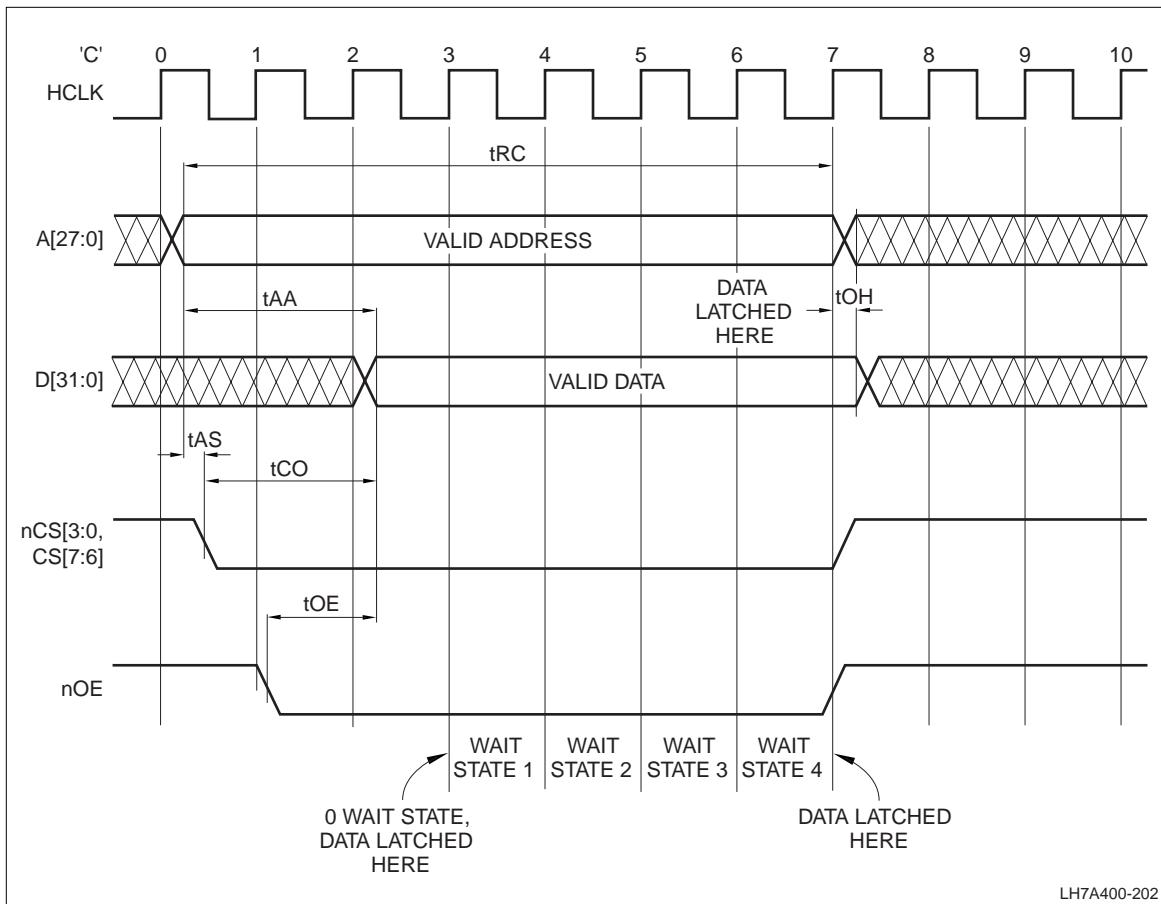 'C' 0 1 2 3 4 5 6 7 8 9 10
HCLK
tRC
A[27:0]
VALID ADDRESS
tAA
DATA
LATCHED
HERE
tOH
D[31:0]
VALID DATA
tAS
tCO
nCS[3:0,
CS[7:6]
tOE
nOE
WAIT
STATE 1
WAIT
STATE 2
WAIT
STATE 3
WAIT
STATE 4
0 WAIT STATE,
DATA LATCHED
HERE
DATA LATCHED
HERE
LH7A400-202